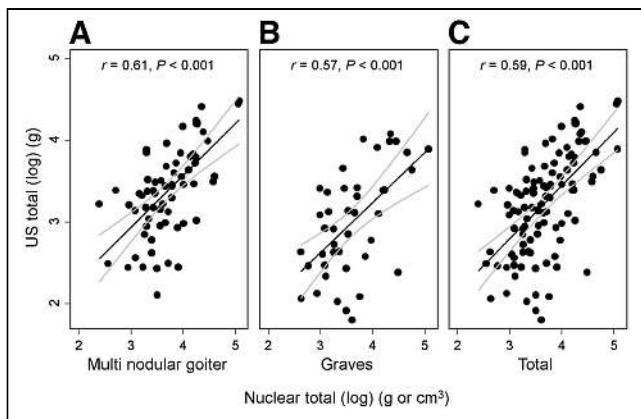 A
B
C
r = 0.61, P < 0.001
r = 0.57, P < 0.001
r = 0.59, P < 0.001
US total (log) (g)
5
4
3
2
2 3 4 5
2 3 4 5
2 3 4 5
Multi nodular goiter
Graves
Total
Nuclear total (log) (g or cm³)